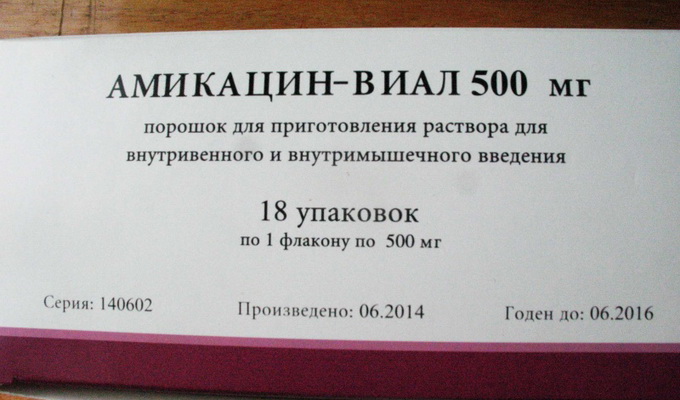 АМИКАЦИН-ВИАЛ 500 мг
порошок для приготовления раствора для
внутривенного и внутримышечного введения
18 упаковок
по 1 флакону по 500 мг
Серия: 140602 Произведено: 06.2014 Годен до: 06.2016